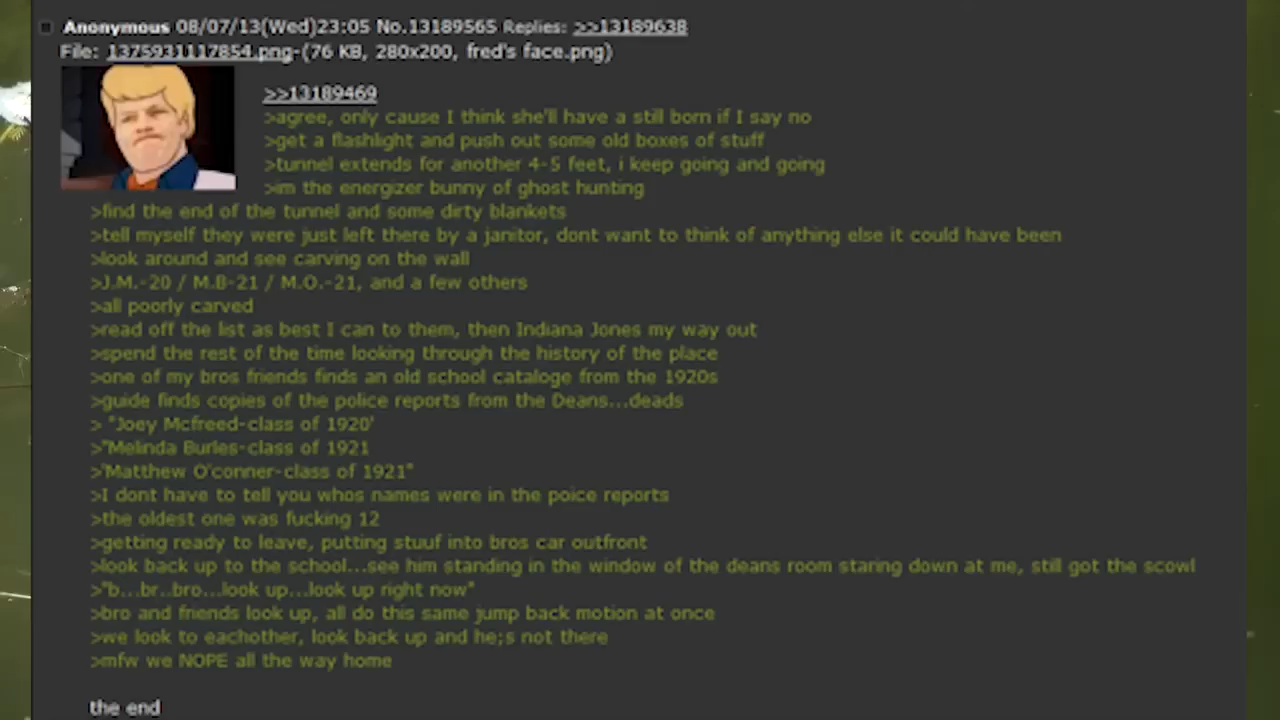 Anonymous 08/07/13(Wed)23:05 No.13189565 Replies: >>13189638
File: 1375931117854.png-(76 KB, 280x200, fred's face.png)
>>13189469
>agree, only cause I think she'll have a still born if I say no
>get a flashlight and push out some old boxes of stuff
>tunnel extends for another 4-5 feet, i keep going and going
>im the energizer bunny of ghost hunting
>find the end of the tunnel and some dirty blankets
>tell myself they were just left there by a janitor, dont want to think of anything else it could have been
>look around and see carving on the wall
>J.M.-20 / M.B-21 / M.O.-21, and a few others
>all poorly carved
>read off the list as best I can to them, then Indiana Jones my way out
>spend the rest of the time looking through the history of the place
>one of my bros friends finds an old school cataloge from the 1920s
>guide finds copies of the police reports from the Deans...deads
> "Joey Mcfreed-class of 1920'
>"Melinda Burles-class of 1921
>'Matthew O'conner-class of 1921"
>I dont have to tell you whos names were in the poice reports
>the oldest one was fucking 12
>getting ready to leave, putting stuuf into bros car outfront
>look back up to the school...see him standing in the window of the deans room staring down at me, still got the scowl
>"b...br..bro...look up...look up right now"
>bro and friends look up, all do this same jump back motion at once
>we look to eachother, look back up and he;s not there
>mfw we NOPE all the way home
the end